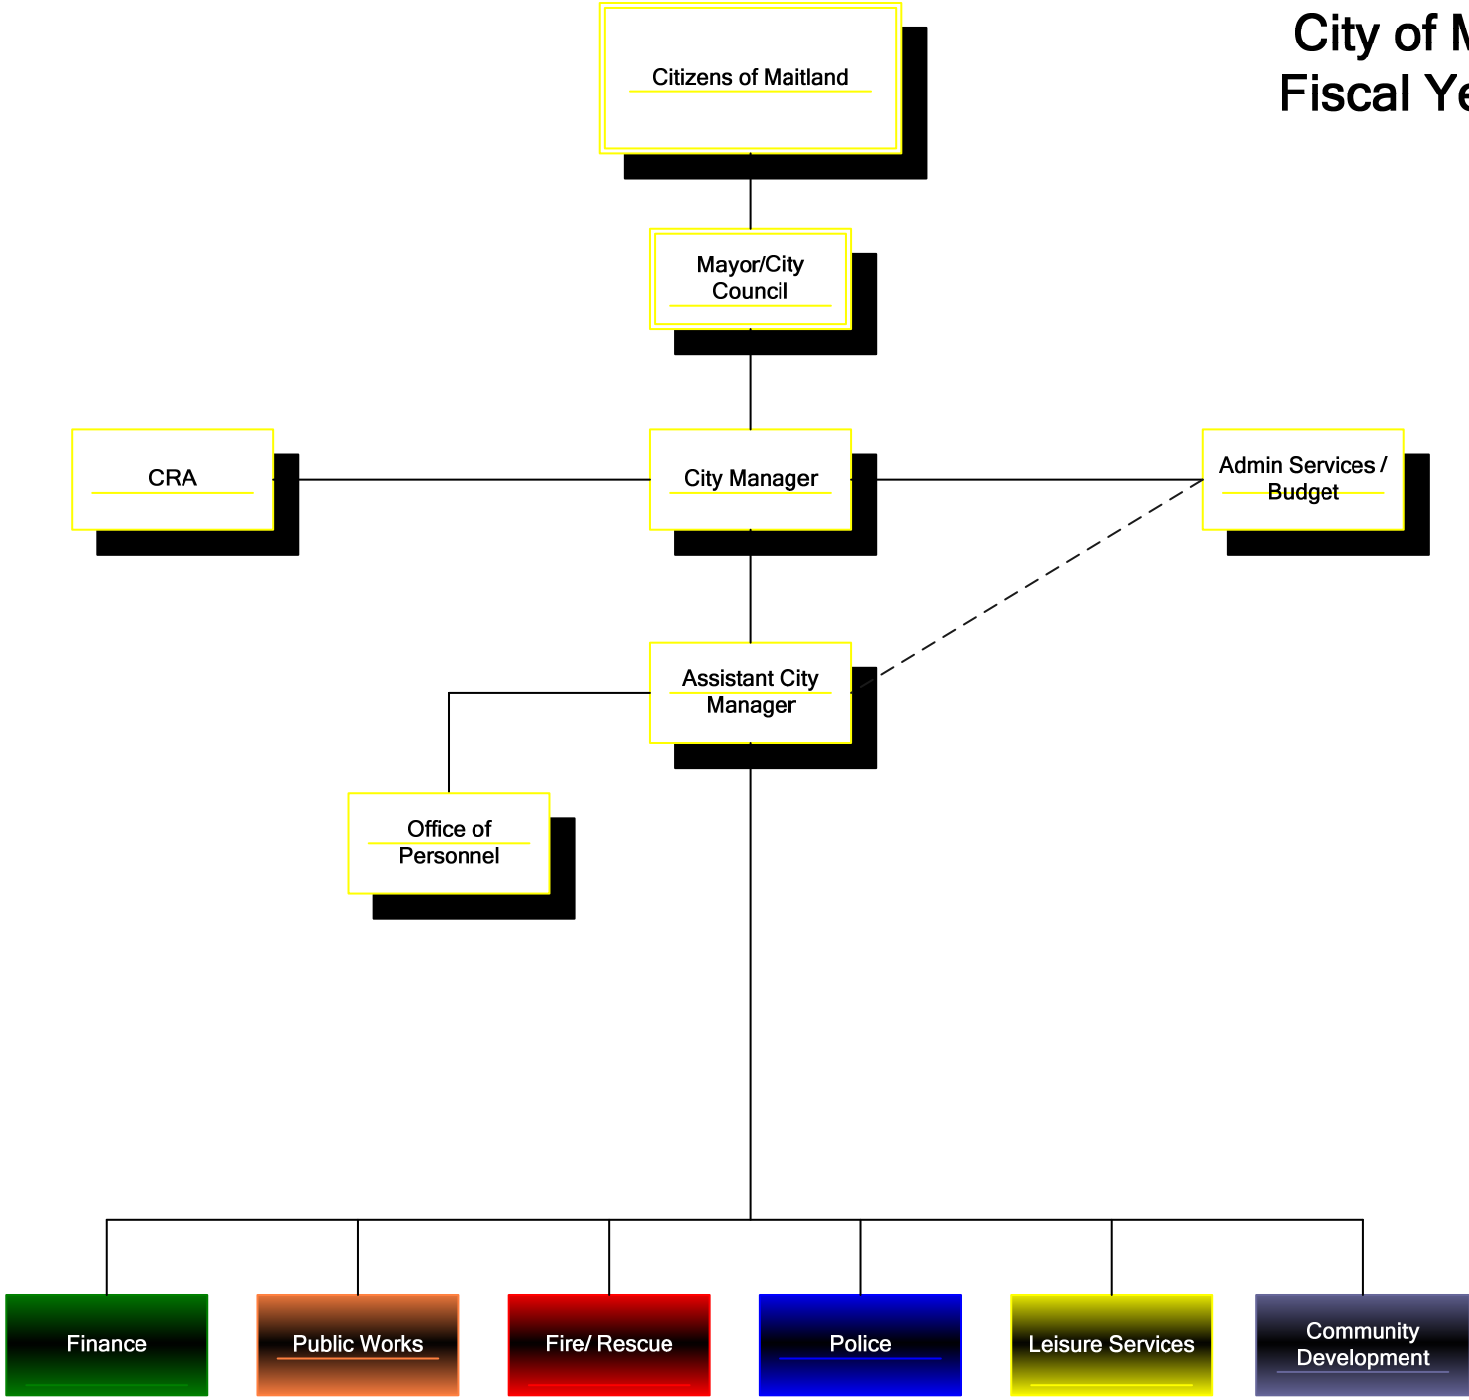 City of
Fiscal
Citizens of Maitland
Mayor/City
Council
CRA
City Manager
Admin Services /
Budget
Assistant City
Manager
Office of
Personnel
Finance
Public Works
Fire/ Rescue
Police
Leisure Services
Community
Development